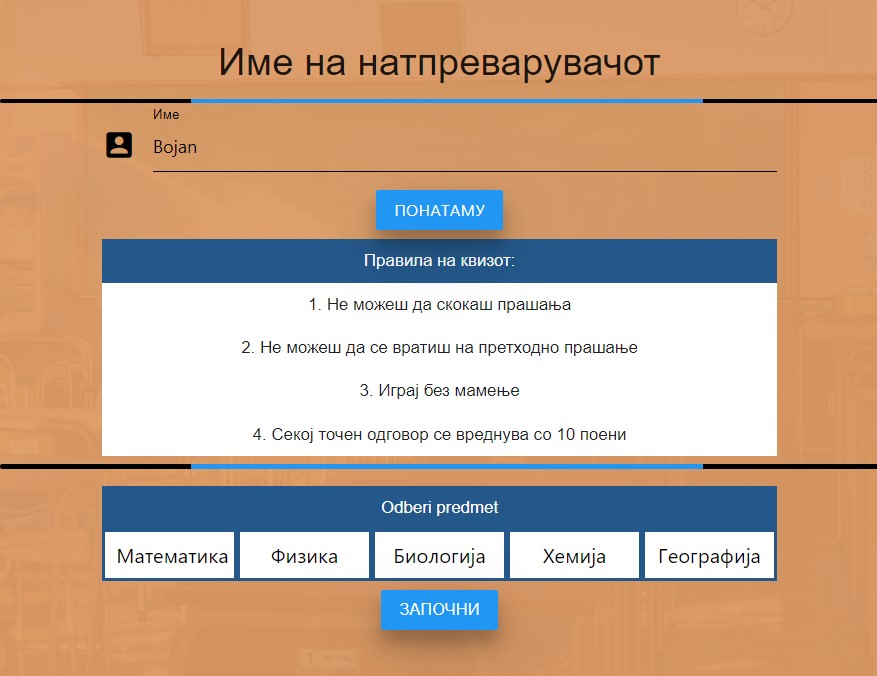 Име на натпреварувачот
Име
Bojan
ПОНАТАМУ
Правила на квизот:
1. Не можеш да скокаш прашања
2. Не можеш да се вратиш на претходно прашање
3. Играј без мамење
4. Секој точен одговор се вреднува со 10 поени
Odberi predmet
Математика Физика Биологија Хемија Географија
ЗАПОЧНИ